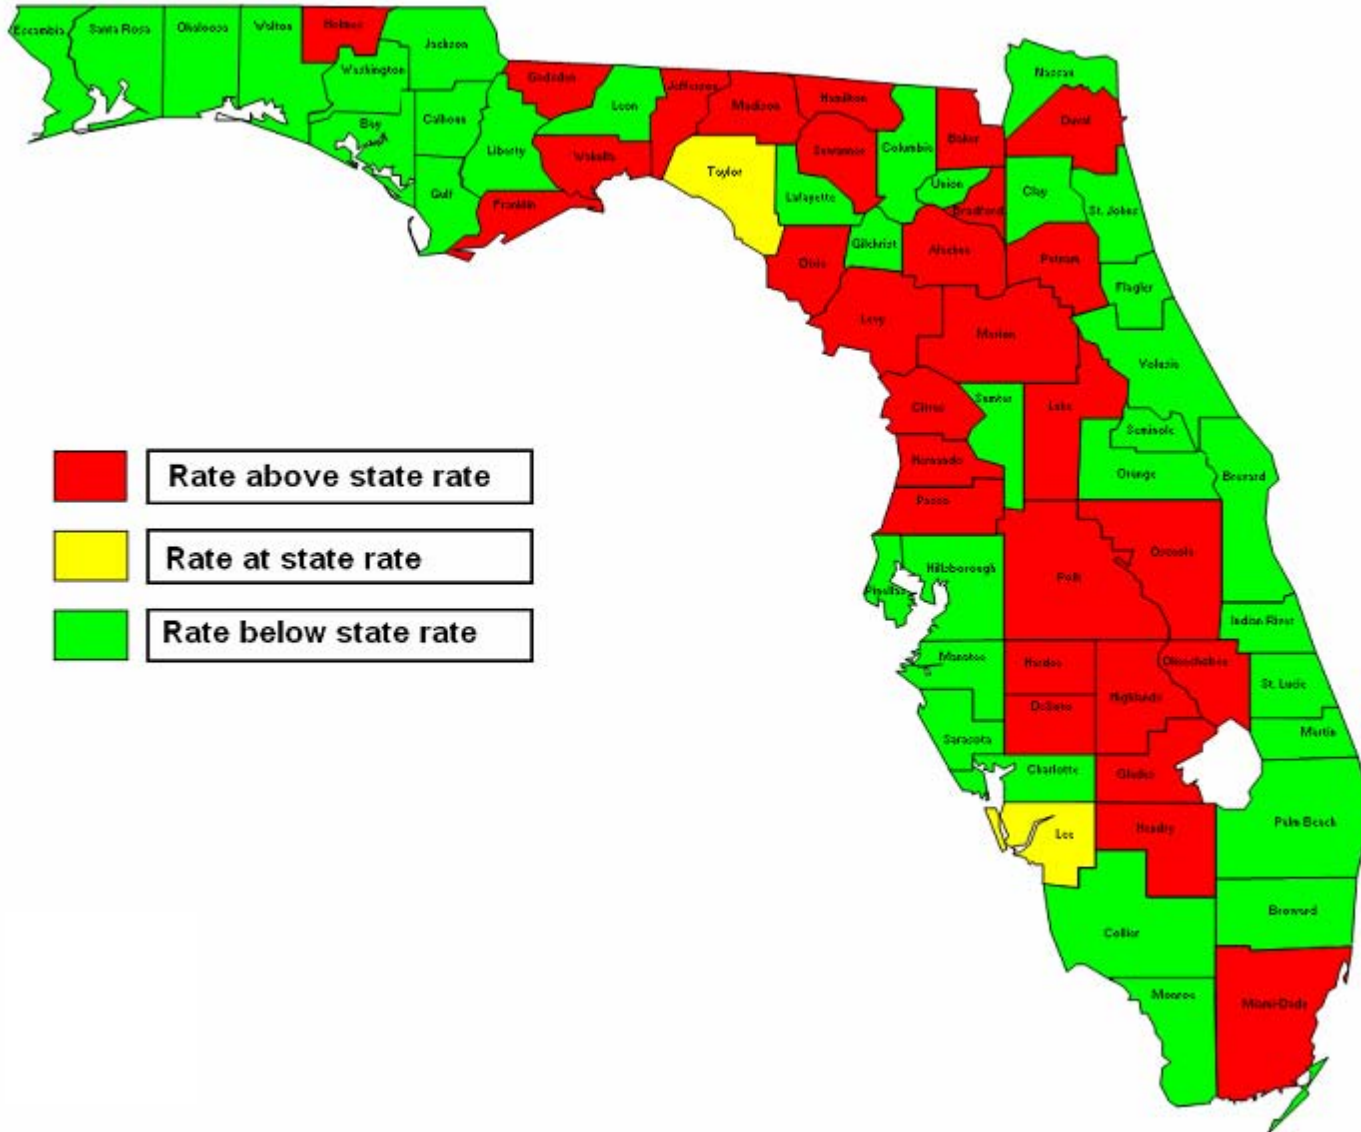 Escambia
Santa Rosa
Okaloosa
Walton
Holmes
Jackson
Washington
Bay
Calhoun
Gulf
Liberty
Gadsden
Leon
Wakulla
Franklin
Jefferson
Madison
Hamilton
Suwannee
Taylor
Lafayette
Columbia
Baker
Union
Bradford
Nassau
Duval
Clay
St. Johns
Gilchrist
Dixie
Alachua
Putnam
Flagler
Levy
Marion
Volusia
Citrus
Sumter
Lake
Seminole
Orange
Brevard
Hernando
Pasco
Rate above state rate
Rate at state rate
Rate below state rate
Pinellas
Hillsborough
Polk
Osceola
Indian River
Manatee
Hardee
Highlands
Okeechobee
St. Lucie
DeSoto
Sarasota
Martin
Charlotte
Glades
Lee
Hendry
Palm Beach
Collier
Broward
Monroe
Miami-Dade